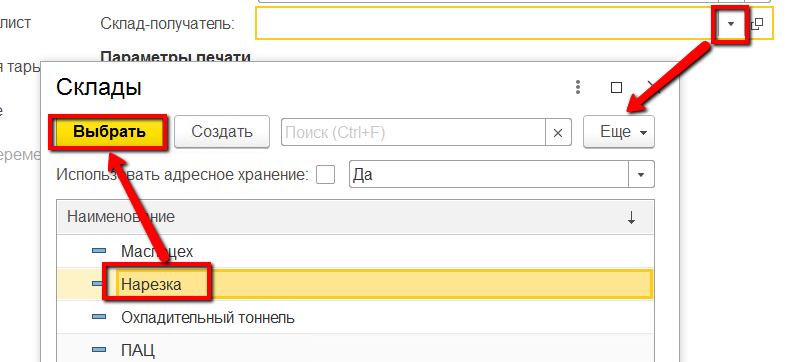 лист
Склад-получатель:
Параметры печати
я тары
Склады
е
Выбрать Создать Поиск (Ctrl+F) × Еще
ереме
Использовать адресное хранение: Да
Наименование ↓
Нарезка
Охладительный тоннель
ПАЦ